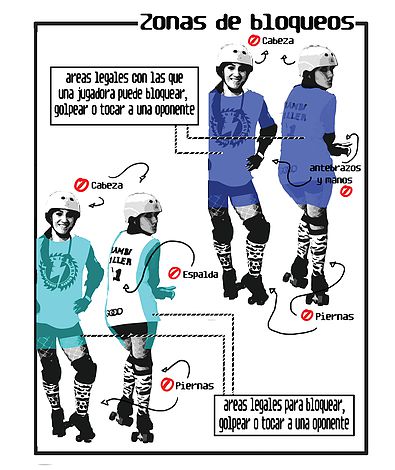 Zonas de bloqueos
Cabeza
areas legales con las que
una jugadora puede bloquear,
golpear o tocar a una oponente
antebrazos
y manos
Cabeza
Espalda
Piernas
Piernas
areas legales para bloquear,
golpear o tocar a una oponente